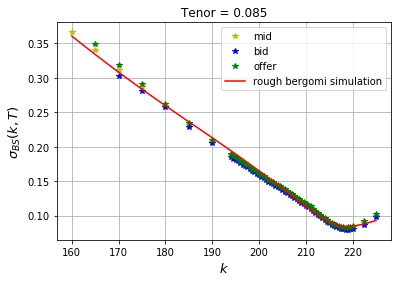 Tenor = 0.085
mid
bid
offer
rough bergomi simulation
σ_BS(k, T)
0.35
0.30
0.25
0.20
0.15
0.10
160 170 180 190 200 210 220
k